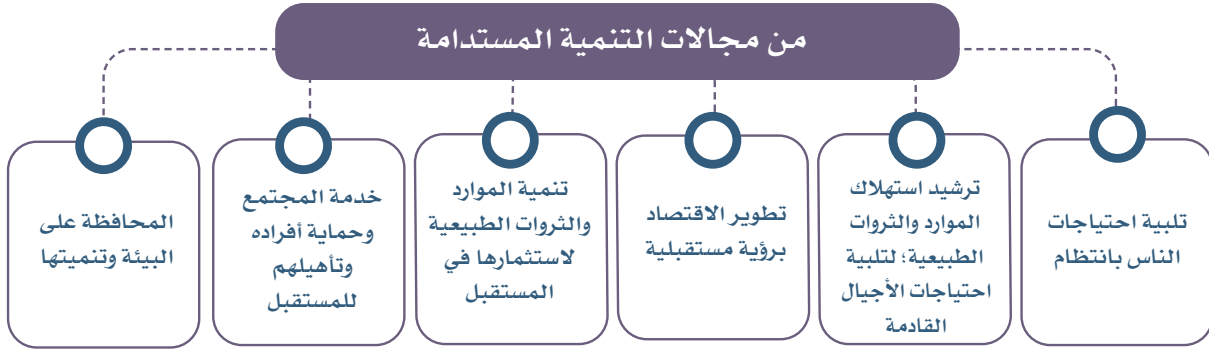 من مجالات التنمية المستدامة
تلبية احتياجات
الناس بانتظام
ترشيد استهلاك
الموارد والثروات
الطبيعية؛ لتلبية
احتياجات الأجيال
القادمة
تطوير الاقتصاد
برؤية مستقبلية
تنمية الموارد
والثروات الطبيعية
لاستثمارها في
المستقبل
خدمة المجتمع
وحماية أفراده
وتأهيلهم
للمستقبل
المحافظة على
البيئة وتنميتها